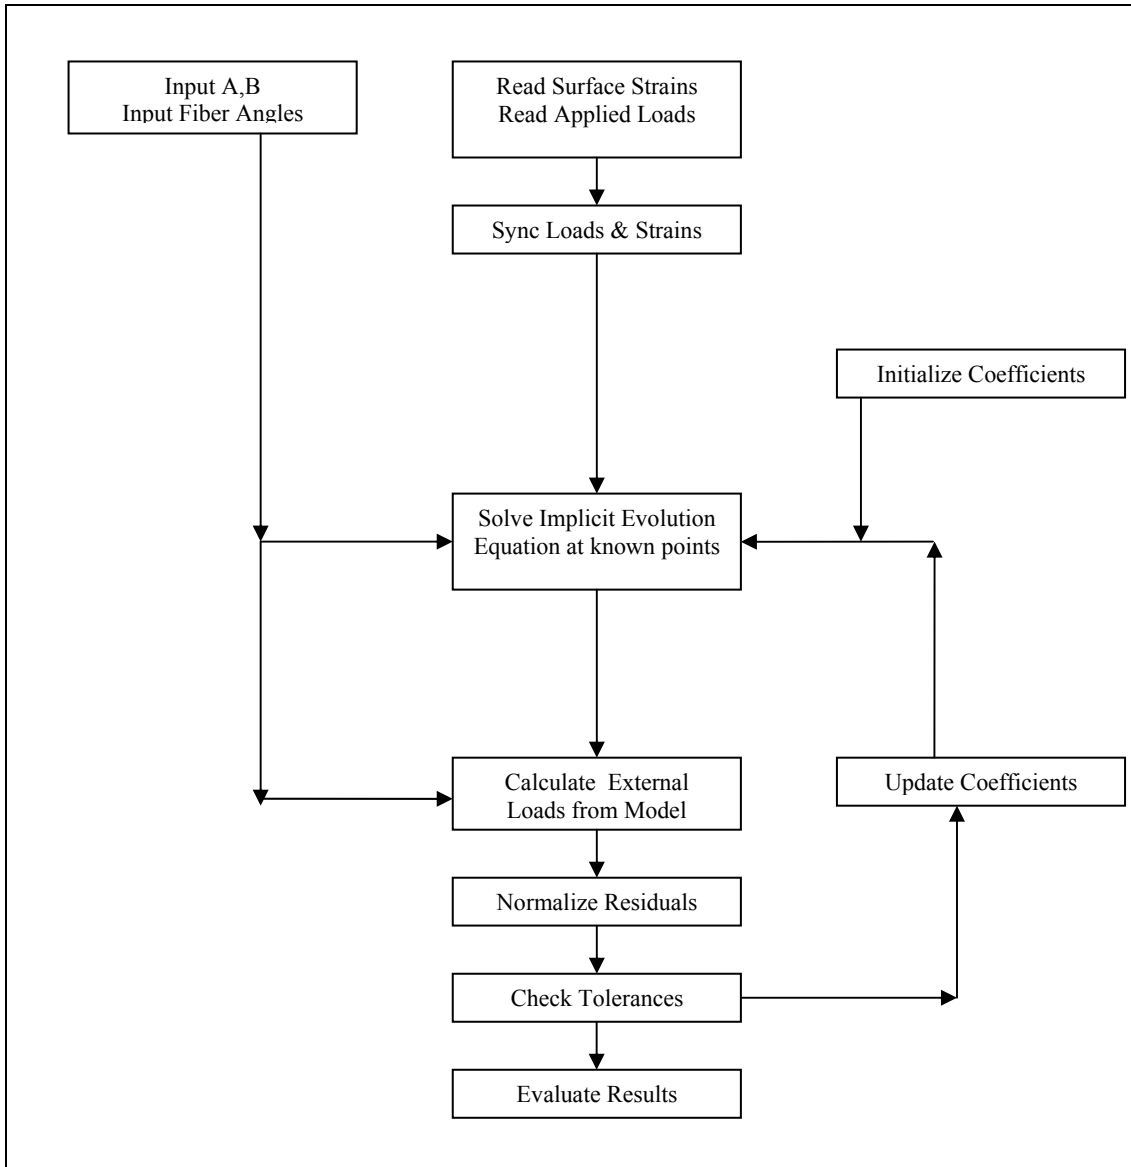 Input A,B
Input Fiber Angles
Read Surface Strains
Read Applied Loads
Sync Loads & Strains
Initialize Coefficients
Solve Implicit Evolution
Equation at known points
Calculate External
Loads from Model
Update Coefficients
Normalize Residuals
Check Tolerances
Evaluate Results